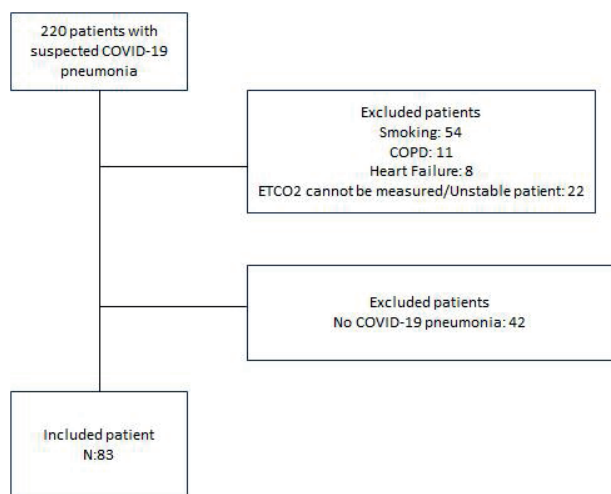 220 patients with
suspected COVID-19
pneumonia
Excluded patients
Smoking: 54
COPD: 11
Heart Failure: 8
ETCO2 cannot be measured/Unstable patient: 22
Excluded patients
No COVID-19 pneumonia: 42
Included patient
N:83